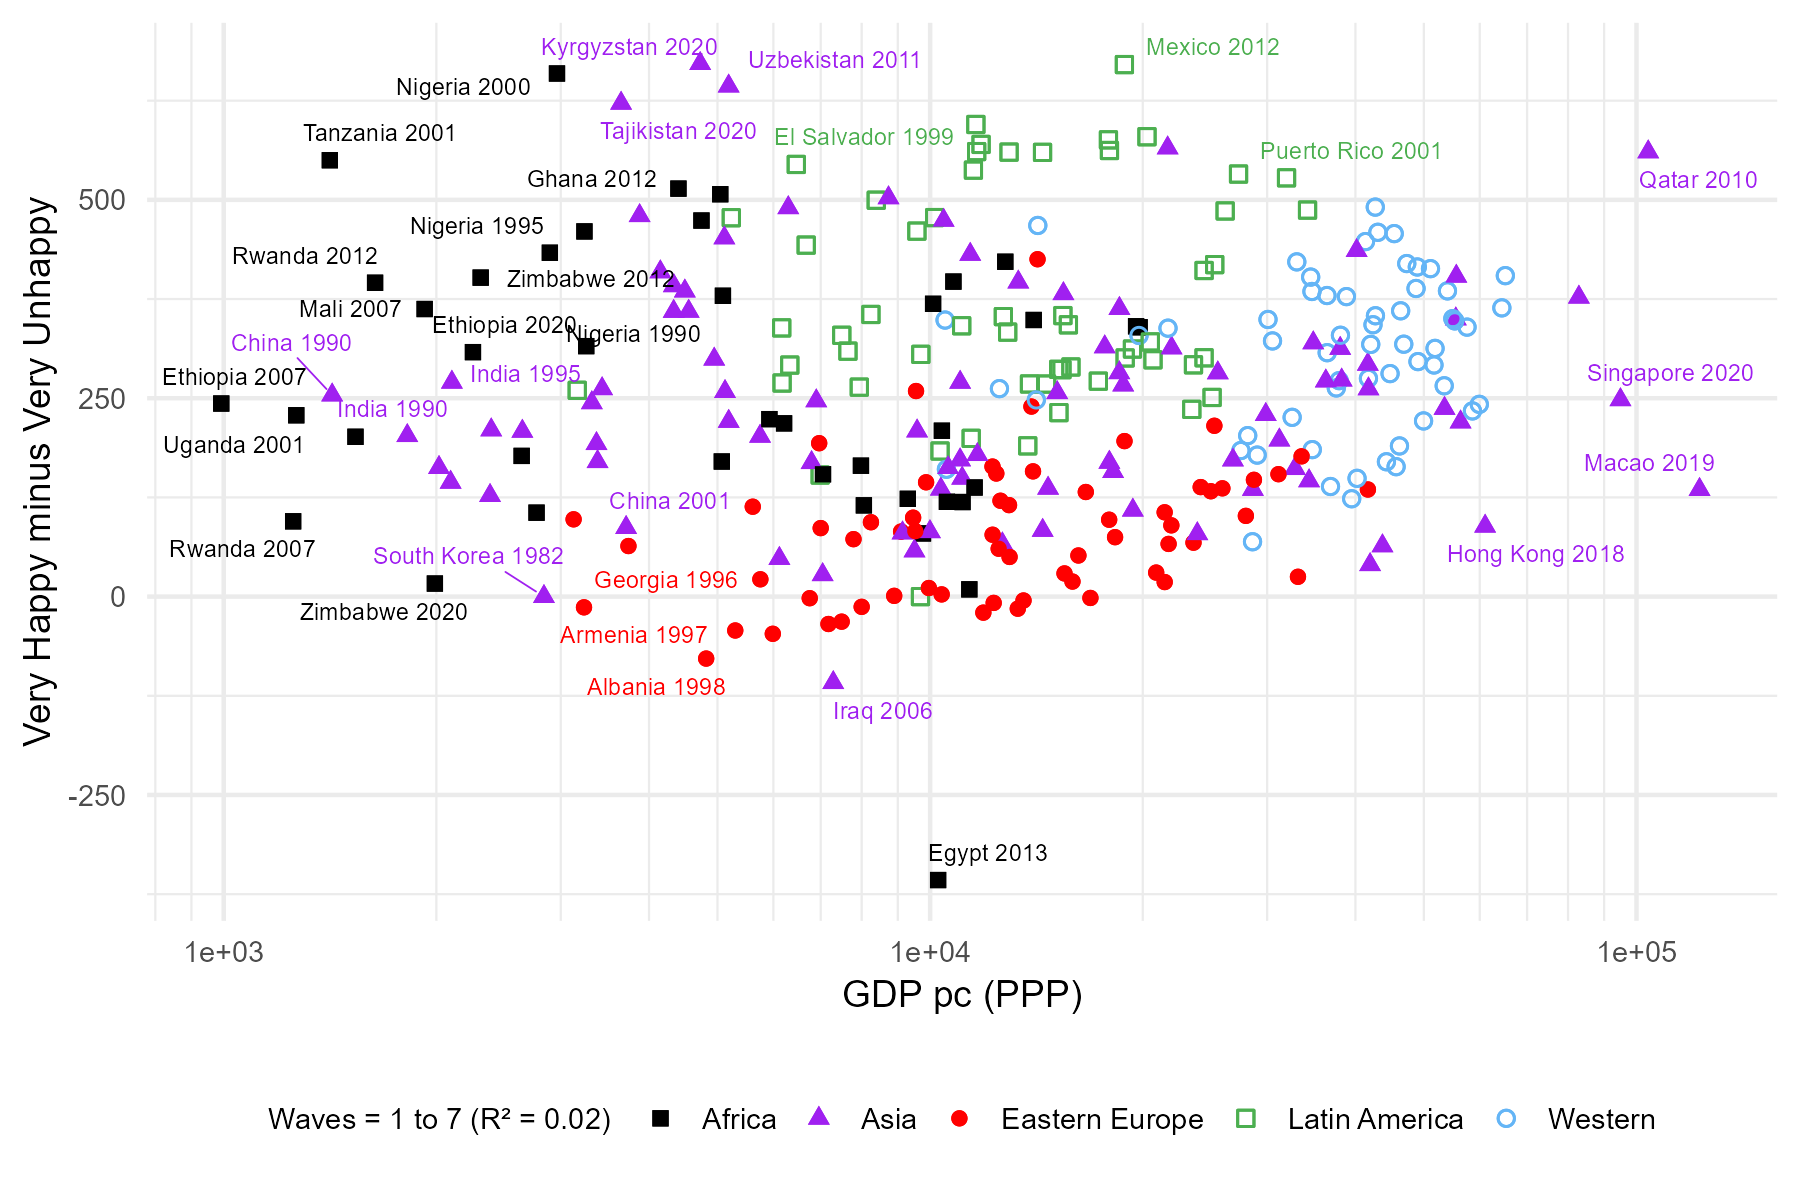 Kyrgyzstan 2020
Mexico 2012
Uzbekistan 2011
Nigeria 2000
Tanzania 2001
Tajikistan 2020
El Salvador 1999
Puerto Rico 2001
Ghana 2012
Qatar 2010
500
Nigeria 1995
Rwanda 2012
Zimbabwe 2012
Mali 2007
Ethiopia 2020
Nigeria 1990
China 1990
Ethiopia 2007
India 1995
Singapore 2020
250
India 1990
Uganda 2001
Macao 2019
China 2001
Rwanda 2007
South Korea 1982
Hong Kong 2018
Georgia 1996
0
Zimbabwe 2020
Armenia 1997
Albania 1998
Iraq 2006
-250
Egypt 2013
Very Happy minus Very Unhappy
1e+03
1e+04
1e+05
GDP pc (PPP)
Waves = 1 to 7 (R² = 0.02)
Africa
Asia
Eastern Europe
Latin America
Western